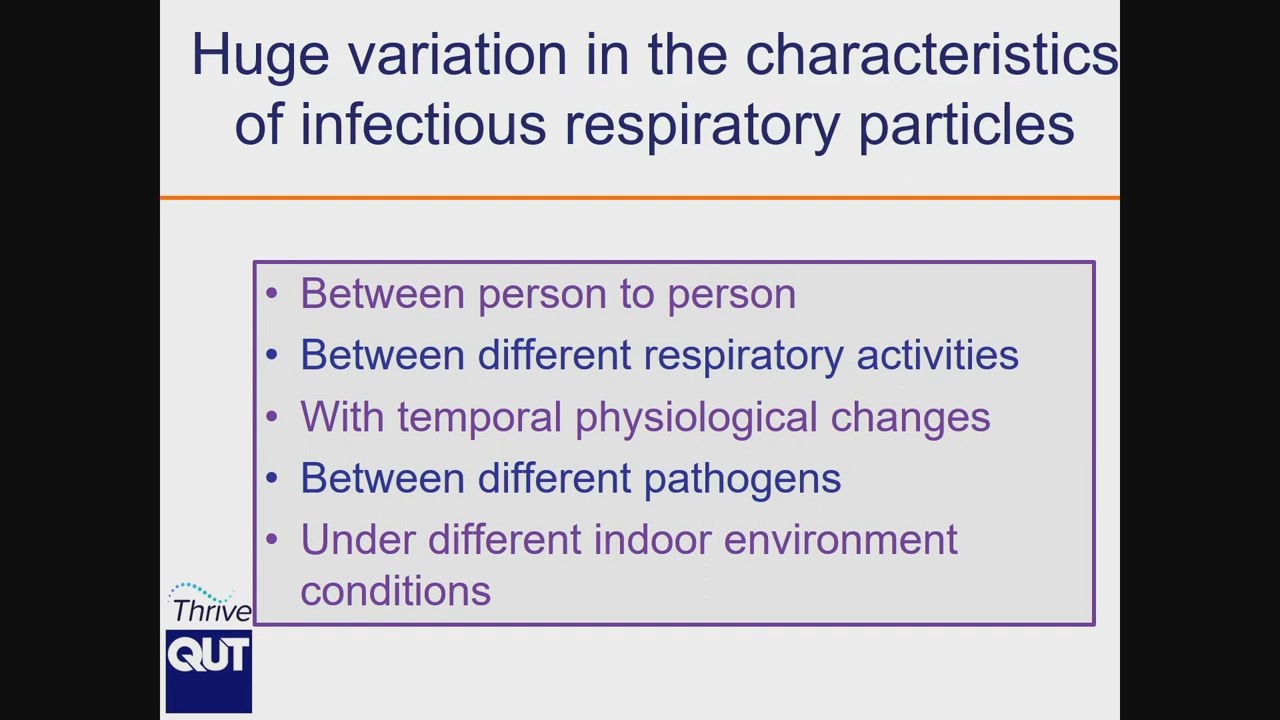 Huge variation in the characteristics
of infectious respiratory particles
• Between person to person
• Between different respiratory activities
• With temporal physiological changes
• Between different pathogens
• Under different indoor environment
conditions
Thrive
QUT